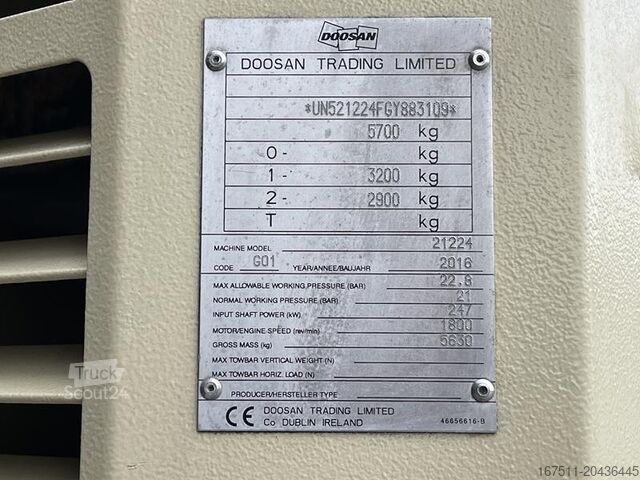 DOOSAN
DOOSAN TRADING LIMITED
*UN521224FGY883109*
5700 kg
0 - kg
1 - 3200 kg
2 - 2900 kg
T kg
MACHINE MODEL 21224
CODE G01 YEAR/ANNEE/BAUJAHR 2016
MAX ALLOWABLE WORKING PRESSURE (BAR) 22.8
NORMAL WORKING PRESSURE (BAR) 21
INPUT SHAFT POWER (kW) 247
MOTOR/ENGINE SPEED (rev/min) 1800
GROSS MASS (kg) 5630
MAX TOWBAR VERTICAL WEIGHT (N)
MAX TOWBAR HORIZ. LOAD (N)
PRODUCER/HERSTELLER TYPE
CE DOOSAN TRADING LIMITED
Co DUBLIN IRELAND 46656616-B
Truck
Scout24
167511-20436445